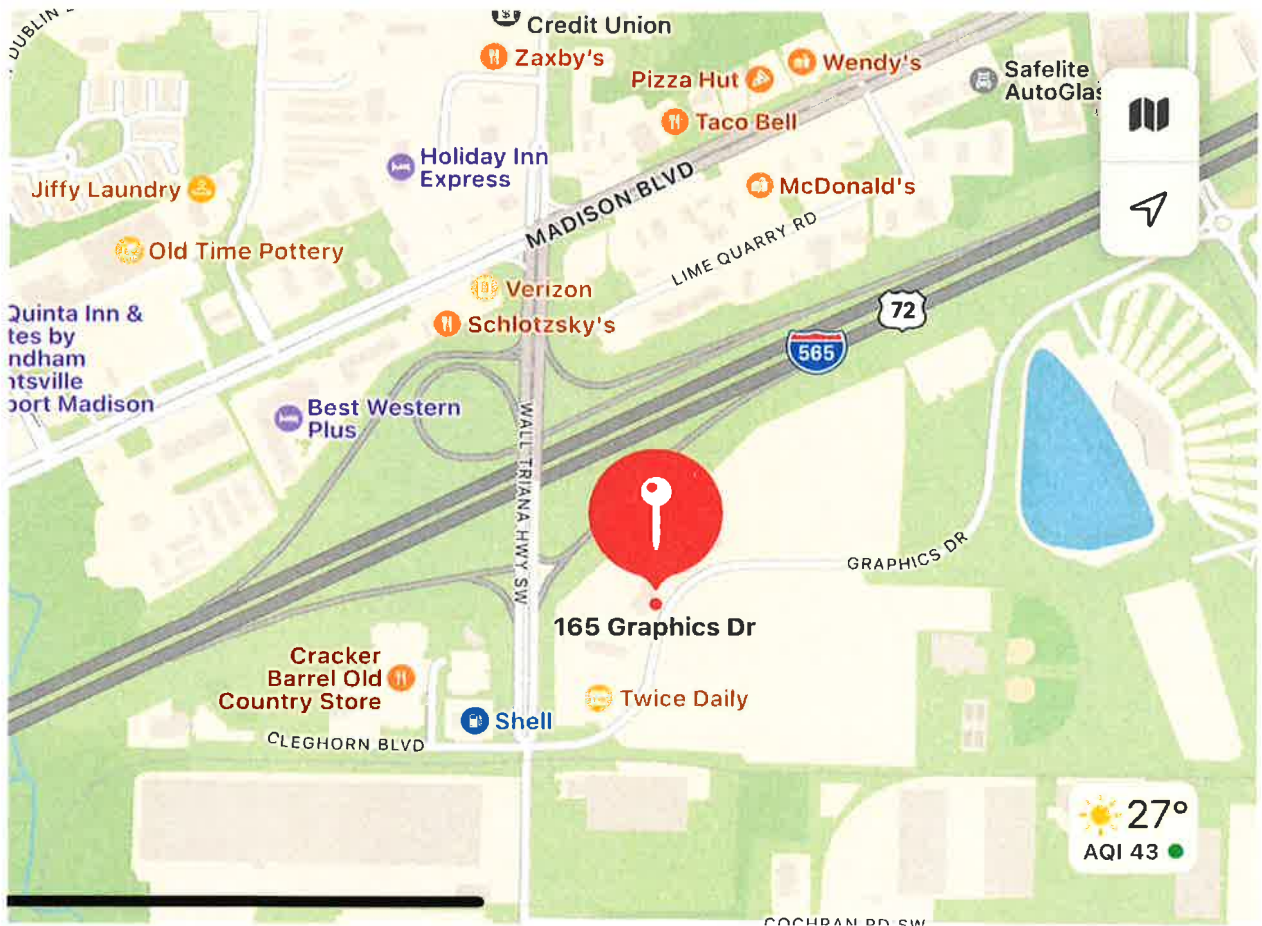 DUBLIN
$
Credit Union
Zaxby's
Pizza Hut
Wendy's
Safelite
AutoGlas
Taco Bell
Holiday Inn
Express
MADISON BLVD
McDonald's
Jiffy Laundry
Old Time Pottery
LIME QUARRY RD
Verizon
Schlotzsky's
72
565
Quinta Inn &
tes by
ndham
ntsville
port Madison
Best Western
Plus
WALL TRIANA HWY SW
GRAPHICS DR
165 Graphics Dr
Cracker
Barrel Old
Country Store
Twice Daily
Shell
CLEGHORN BLVD
27°
AQI 43
COCHRAN RD SW